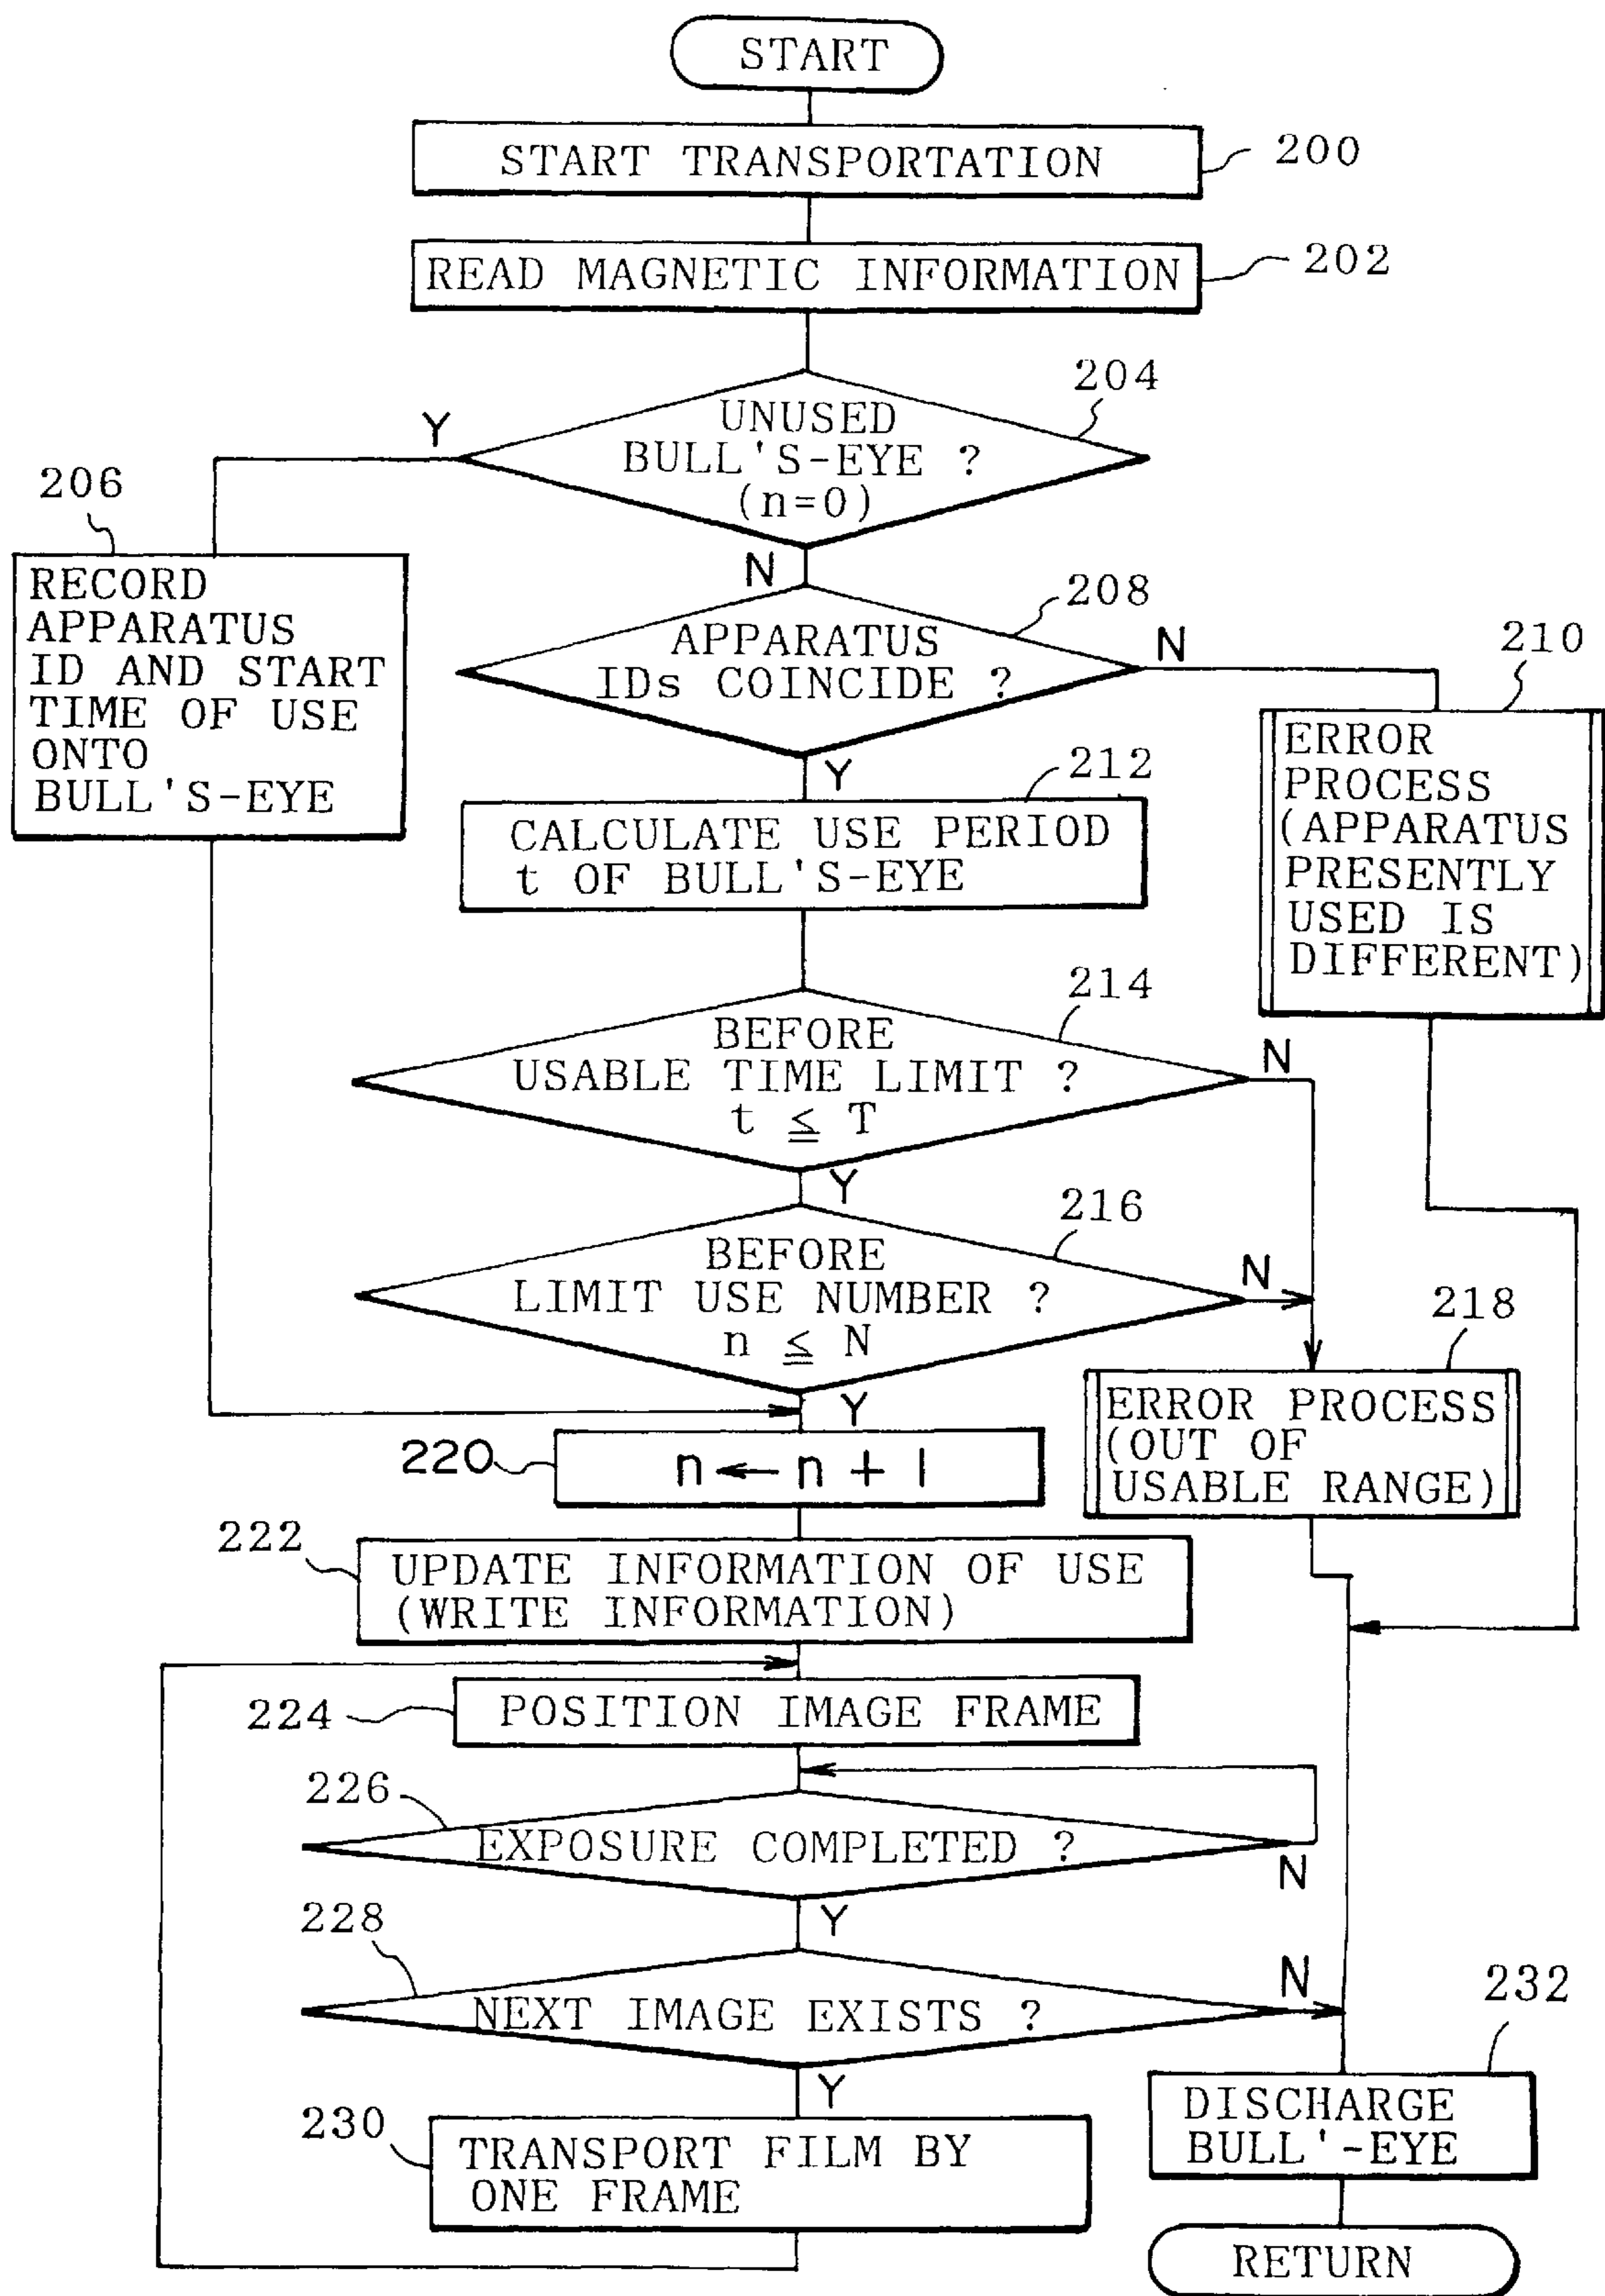 START
START TRANSPORTATION
200
READ MAGNETIC INFORMATION
202
204
UNUSED
BULL'S-EYE ?
(n=0)
Y
N
206
RECORD
APPARATUS
ID AND START
TIME OF USE
ONTO
BULL'S-EYE
208
APPARATUS
IDs COINCIDE ?
N
Y
210
ERROR
PROCESS
(APPARATUS
PRESENTLY
USED IS
DIFFERENT)
212
CALCULATE USE PERIOD
t OF BULL'S-EYE
214
BEFORE
USABLE TIME LIMIT ?
t ≦ T
N
Y
216
BEFORE
LIMIT USE NUMBER ?
n ≦ N
N
Y
218
ERROR PROCESS
(OUT OF
USABLE RANGE)
220
n ← n + 1
222
UPDATE INFORMATION OF USE
(WRITE INFORMATION)
224
POSITION IMAGE FRAME
226
EXPOSURE COMPLETED ?
N
Y
228
NEXT IMAGE EXISTS ?
N
Y
230
TRANSPORT FILM BY
ONE FRAME
232
DISCHARGE
BULL'-EYE
RETURN